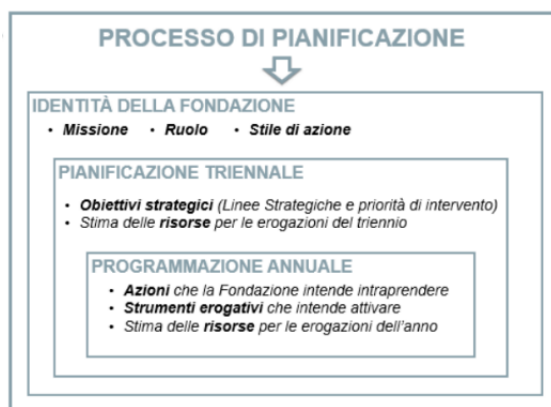 PROCESSO DI PIANIFICAZIONE
IDENTITÀ DELLA FONDAZIONE
• Missione • Ruolo • Stile di azione
PIANIFICAZIONE TRIENNALE
• Obiettivi strategici (Linee Strategiche e priorità di intervento)
• Stima delle risorse per le erogazioni del triennio
PROGRAMMAZIONE ANNUALE
• Azioni che la Fondazione intende intraprendere
• Strumenti erogativi che intende attivare
• Stima delle risorse per le erogazioni dell'anno